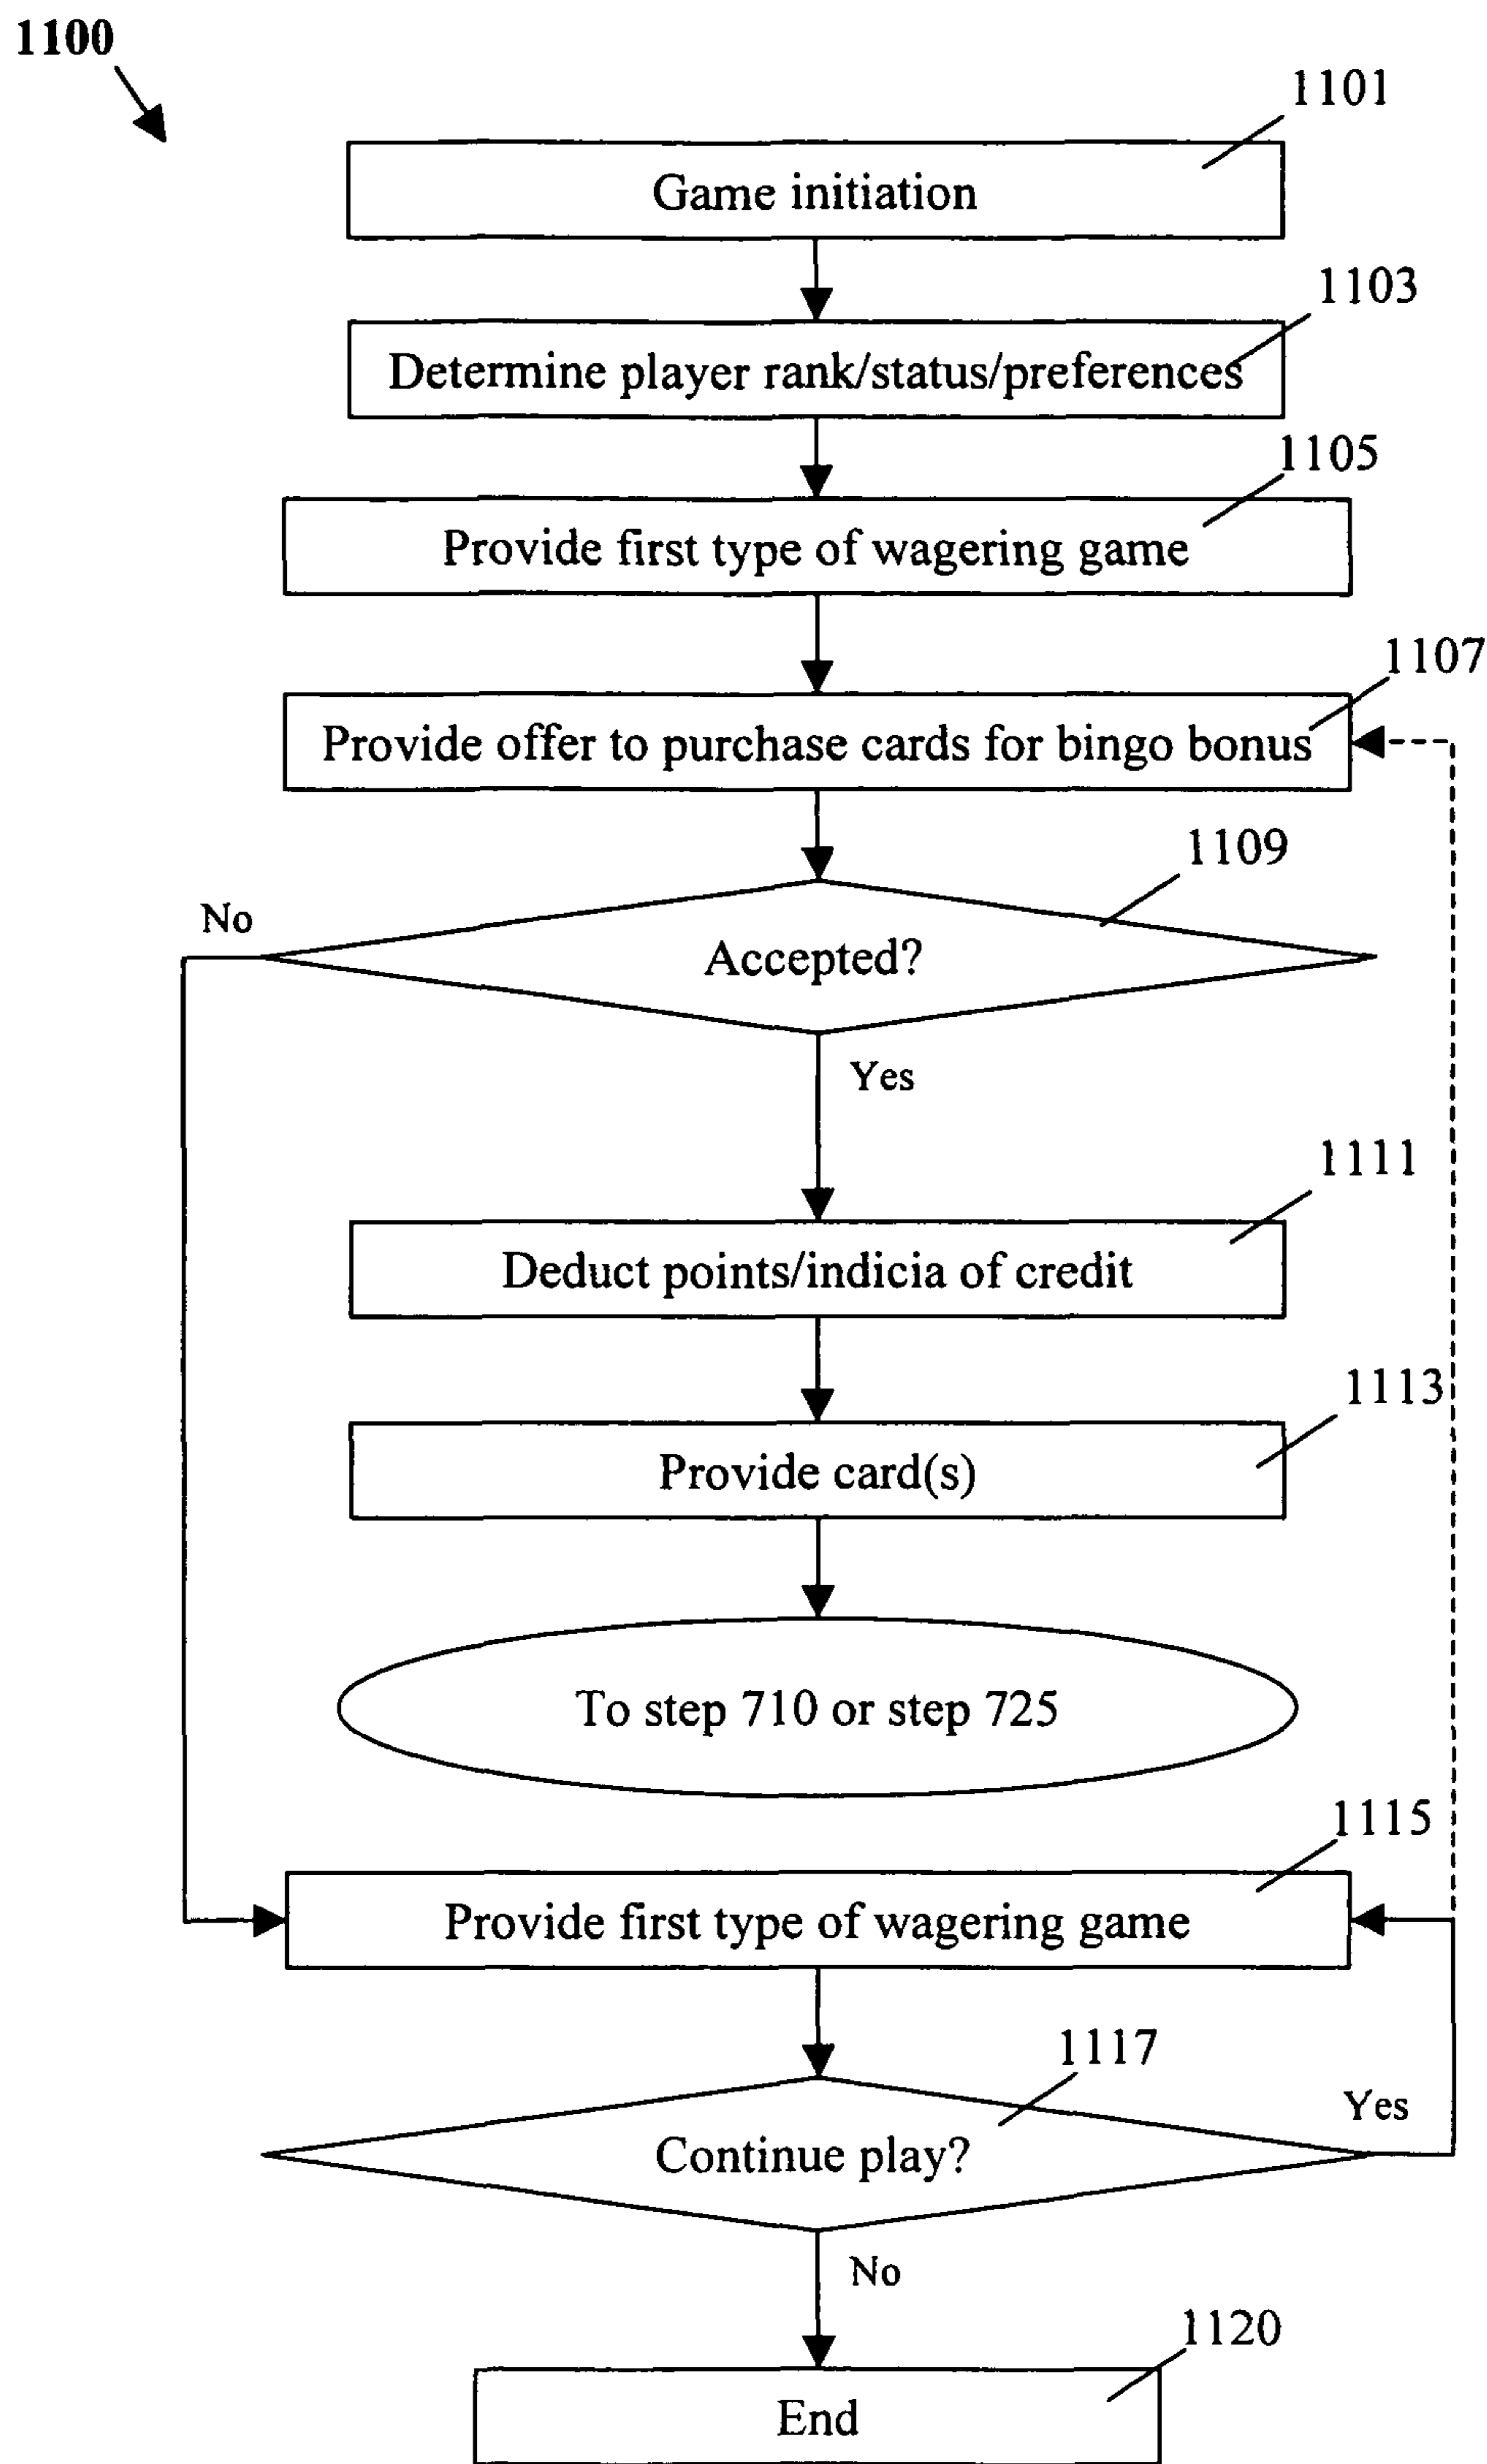 1100
1101
Game initiation
1103
Determine player rank/status/preferences
1105
Provide first type of wagering game
1107
Provide offer to purchase cards for bingo bonus
1109
No
Accepted?
Yes
1111
Deduct points/indicia of credit
1113
Provide card(s)
To step 710 or step 725
1115
Provide first type of wagering game
1117
Yes
Continue play?
No
1120
End